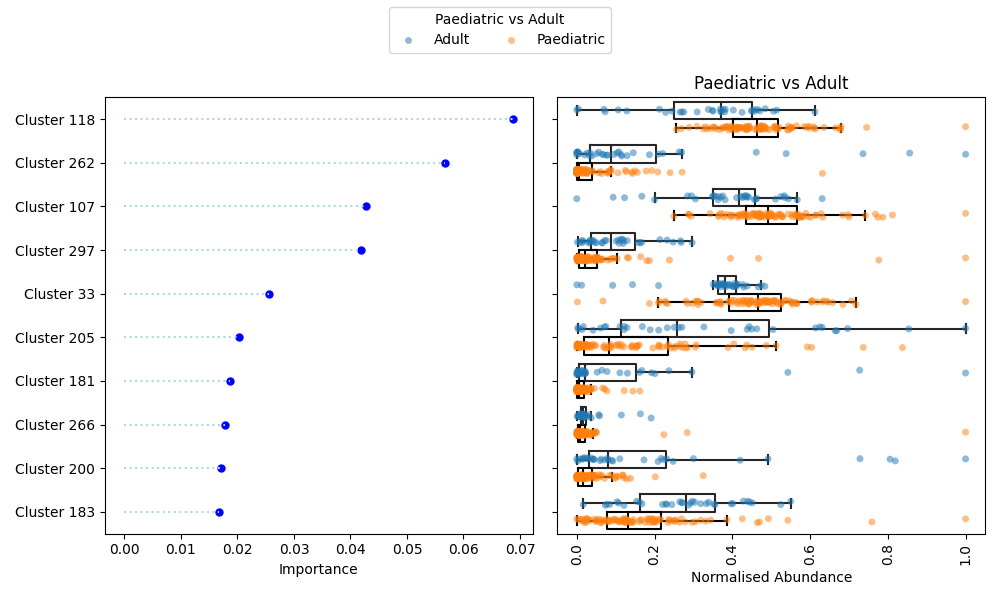 Paediatric vs Adult
Adult Paediatric
Paediatric vs Adult
Cluster 118
Cluster 262
Cluster 107
Cluster 297
Cluster 33
Cluster 205
Cluster 181
Cluster 266
Cluster 200
Cluster 183
0.00 0.01 0.02 0.03 0.04 0.05 0.06 0.07
Importance
0.0 0.2 0.4 0.6 0.8 1.0
Normalised Abundance